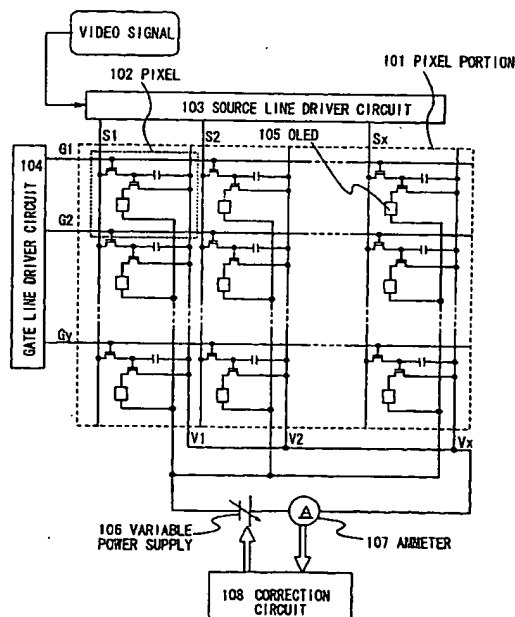 VIDEO SIGNAL
102 PIXEL
101 PIXEL PORTION
103 SOURCE LINE DRIVER CIRCUIT
S1
S2
105 OLED
Sx
G1
104
GATE LINE DRIVER CIRCUIT
G2
Gy
V1
V2
Vx
106 VARIABLE
POWER SUPPLY
A
107 AMMETER
108 CORRECTION
CIRCUIT